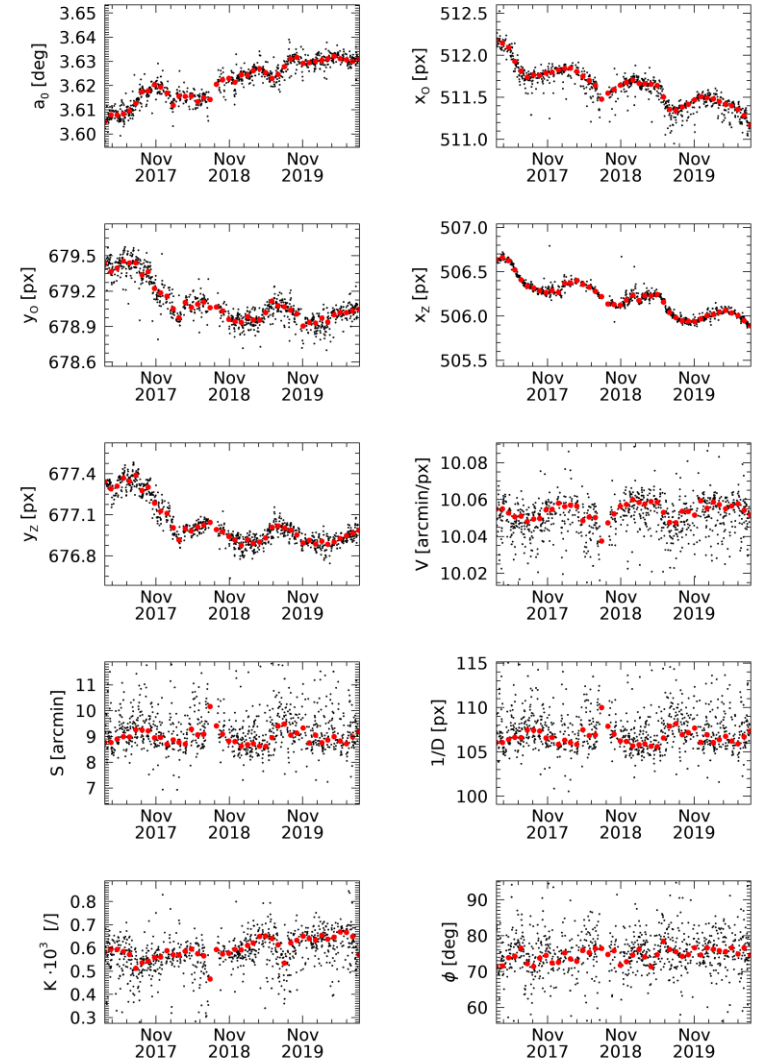 3.65
3.64
3.63
3.62
3.61
3.60
a₀ [deg]
Nov Nov Nov
2017 2018 2019
512.5
512.0
511.5
511.0
xₒ [px]
Nov Nov Nov
2017 2018 2019
679.5
679.2
678.9
678.6
yₒ [px]
Nov Nov Nov
2017 2018 2019
507.0
506.5
506.0
505.5
x_z [px]
Nov Nov Nov
2017 2018 2019
677.4
677.1
676.8
y_z [px]
Nov Nov Nov
2017 2018 2019
10.08
10.06
10.04
10.02
V [arcmin/px]
Nov Nov Nov
2017 2018 2019
11
10
9
8
7
S [arcmin]
Nov Nov Nov
2017 2018 2019
115
110
105
100
1/D [px]
Nov Nov Nov
2017 2018 2019
0.8
0.7
0.6
0.5
0.4
0.3
K · 10³ [/]
Nov Nov Nov
2017 2018 2019
90
80
70
60
ϕ [deg]
Nov Nov Nov
2017 2018 2019